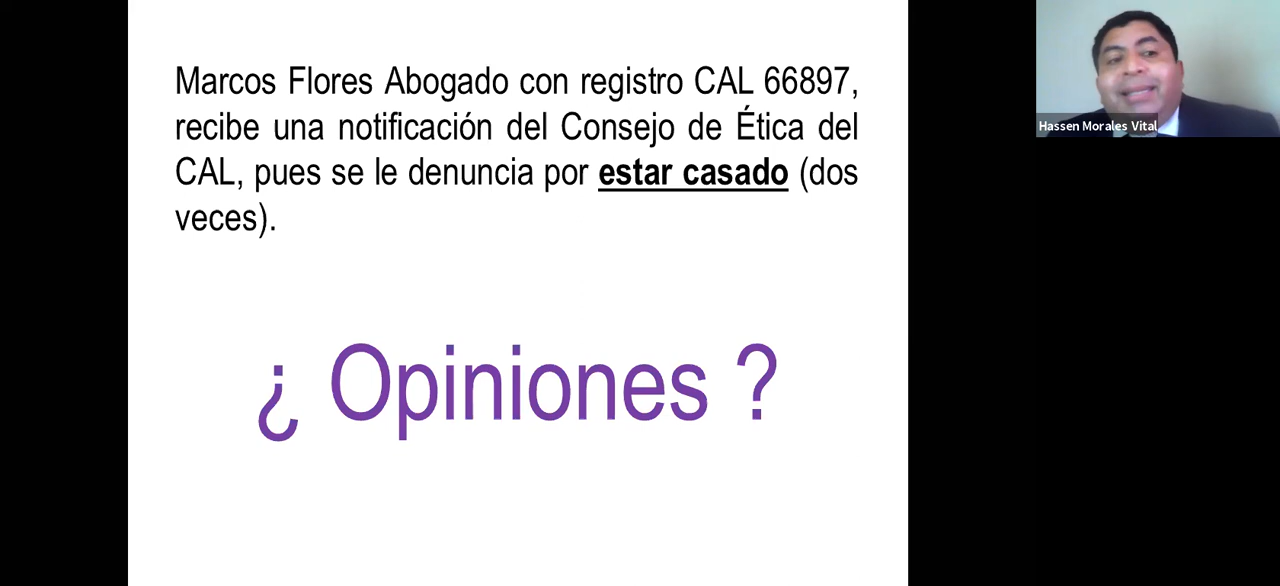 Marcos Flores Abogado con registro CAL 66897,
recibe una notificación del Consejo de Ética del
CAL, pues se le denuncia por estar casado (dos
veces).
¿ Opiniones ?
Hassen Morales Vital